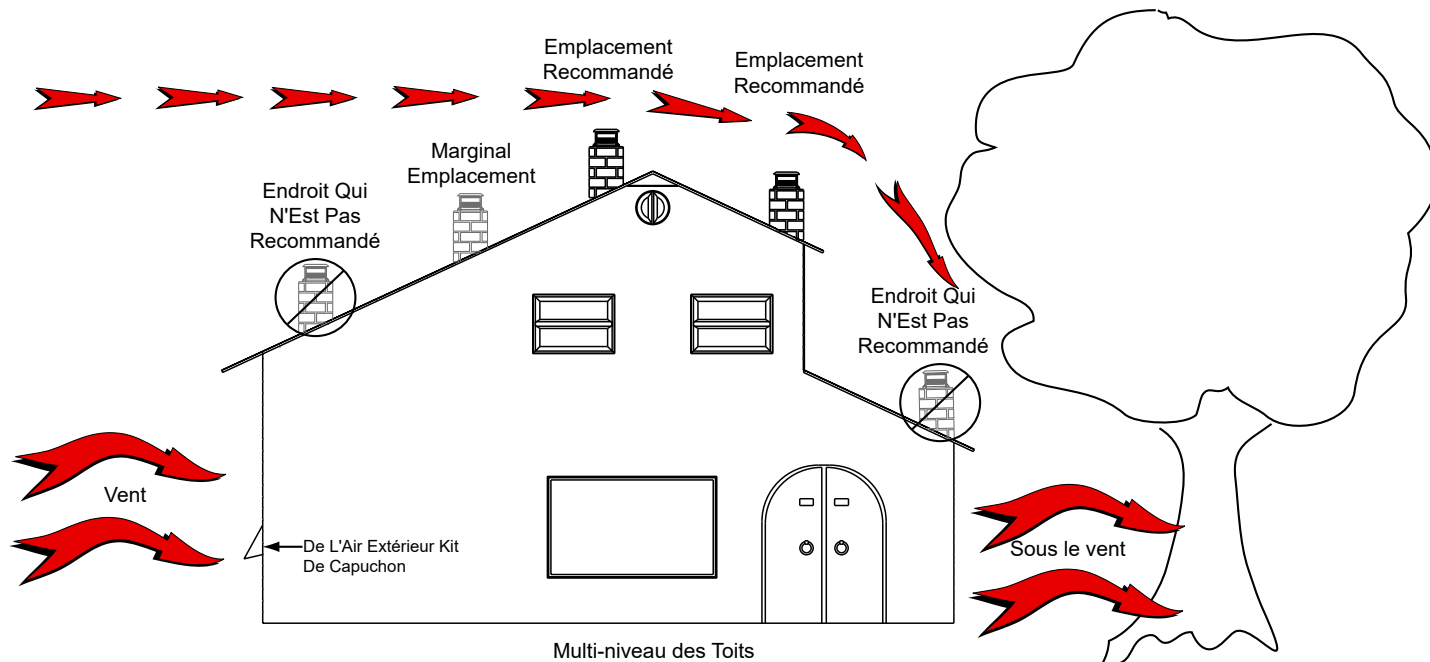 Emplacement
Recommandé
Emplacement
Recommandé
Marginal
Emplacement
Endroit Qui
N'Est Pas
Recommandé
Endroit Qui
N'Est Pas
Recommandé
Vent
De L'Air Extérieur Kit
De Capuchon
Sous le vent
Multi-niveau des Toits